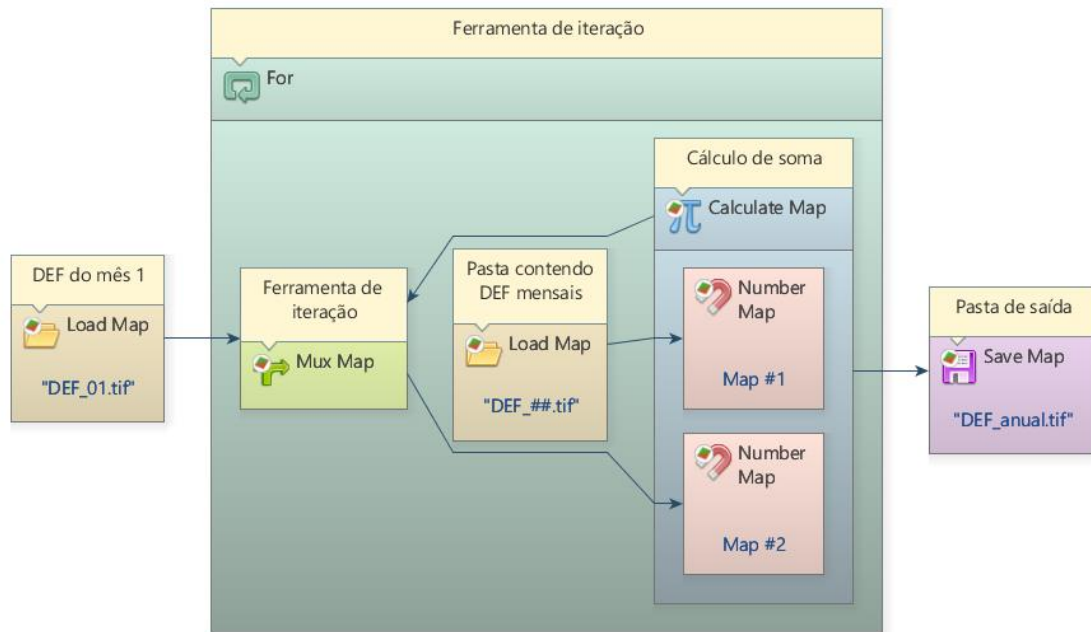 Ferramenta de iteração
For
Cálculo de soma
Calculate Map
DEF do mês 1
Load Map
"DEF_01.tif"
Ferramenta de
iteração
Mux Map
Pasta contendo
DEF mensais
Load Map
"DEF_##.tif"
Number
Map
Map #1
Number
Map
Map #2
Pasta de saída
Save Map
"DEF_anual.tif"